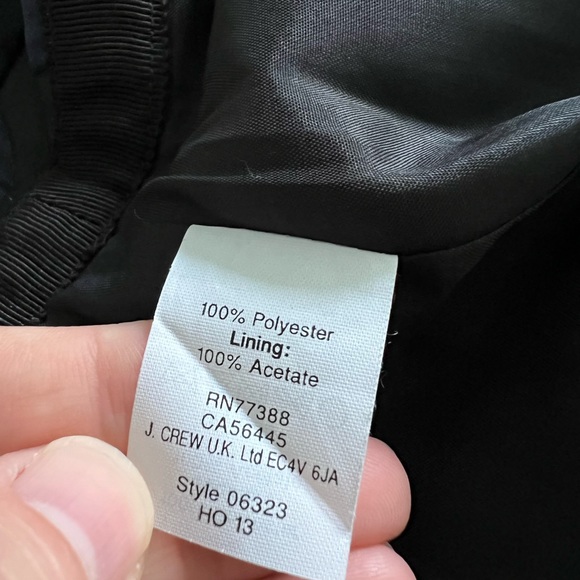 100% Polyester
Lining:
100% Acetate
RN77388
CA56445
J. CREW U.K. Ltd EC4V 6JA
Style 06323
HO 13